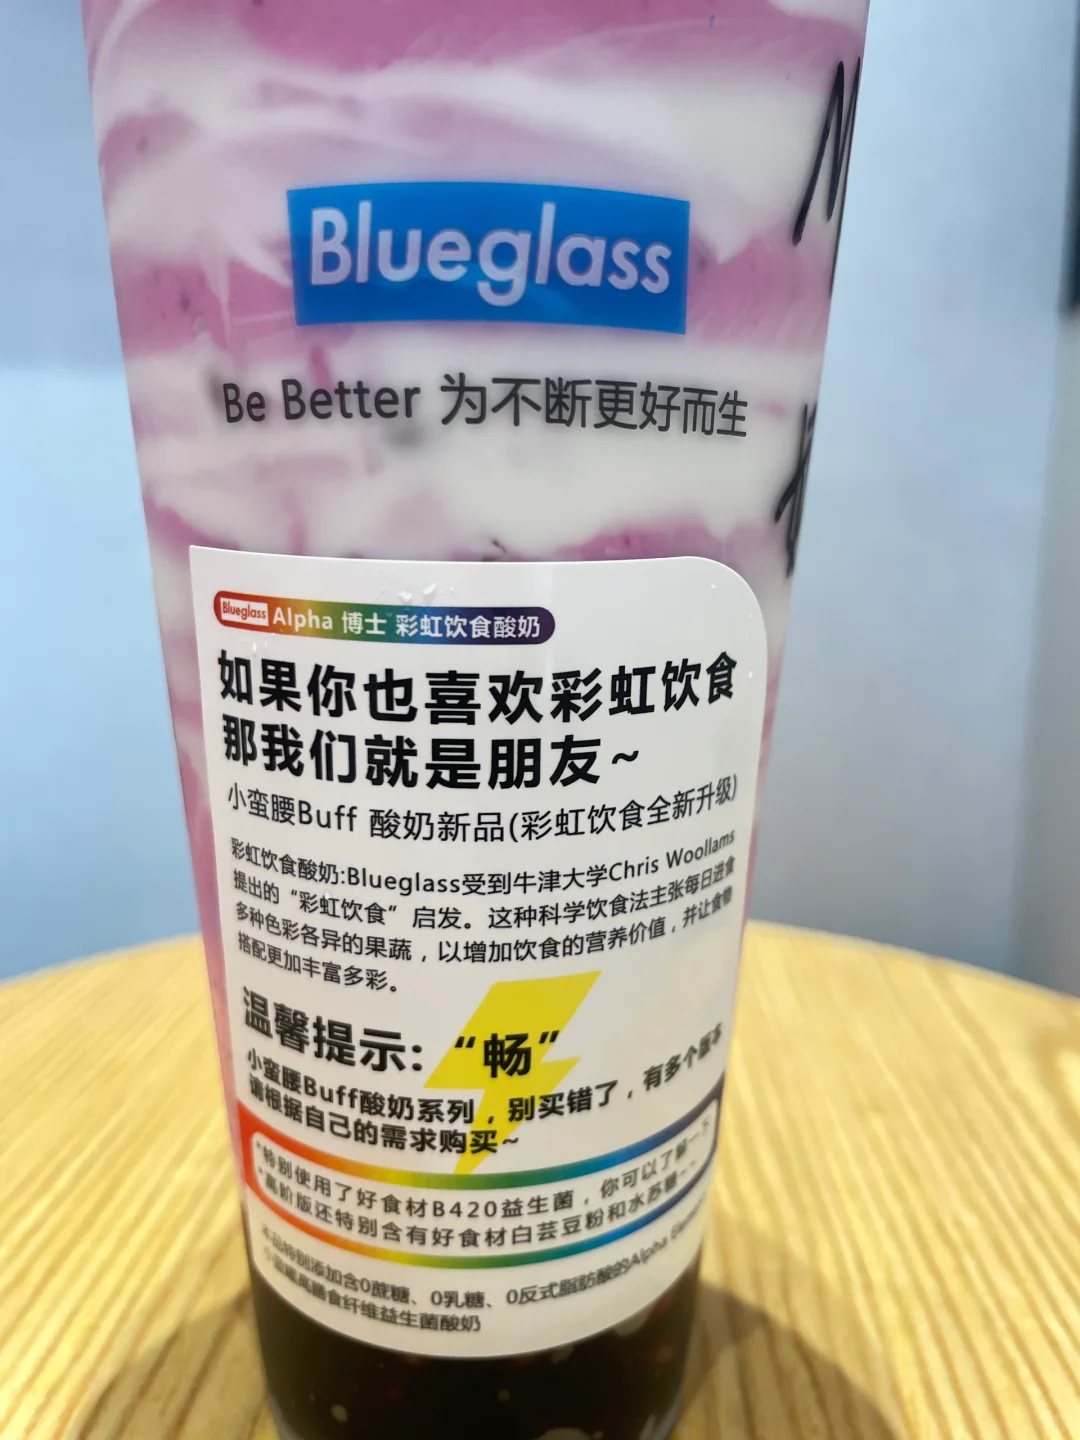 Blueglass
Be Better 为不断更好而生
Blueglass Alpha 博士 彩虹饮食酸奶
如果你也喜欢彩虹饮食
那我们就是朋友~
小蛮腰Buff 酸奶新品(彩虹饮食全新升级)
彩虹饮食酸奶:Blueglass受到牛津大学Chris Woollams
提出的“彩虹饮食”启发。这种科学饮食法主张每日进食
多种色彩各异的果蔬，以增加饮食的营养价值，并让食物
搭配更加丰富多彩。
温馨提示:“畅”
小蛮腰Buff酸奶系列，别买错了，有多个版本
请根据自己的需求购买~
*特别使用了好食材B420益生菌，你可以了解一下
*高阶版还特别含有好食材白芸豆粉和水苏糖~~
本品特别添加含0蔗糖、0乳糖、0反式脂肪酸的Alpha
小蓝罐高膳食纤维益生菌酸奶